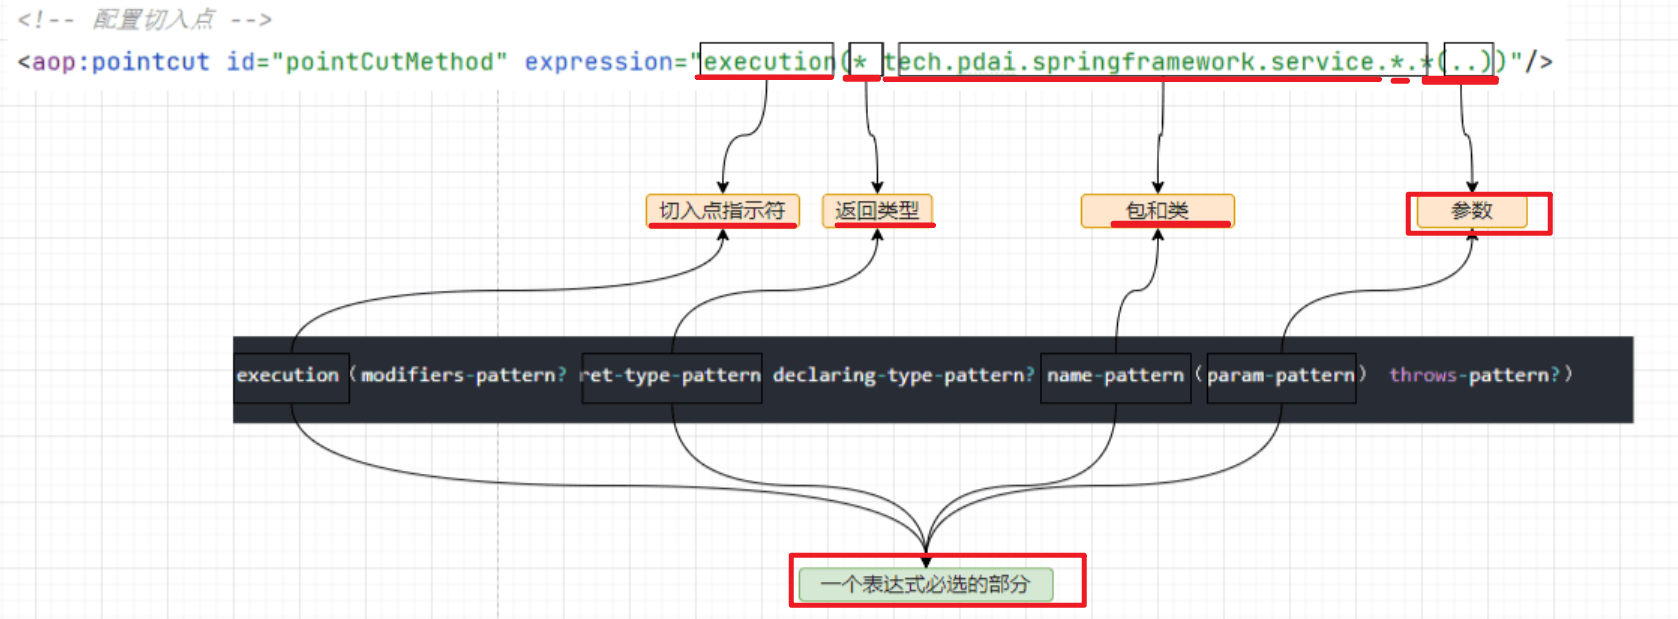 <!-- 配置切入点 -->
<aop:pointcut id="pointCutMethod" expression="execution(* tech.pdai.springframework.service.*.*(..))"/>
切入点指示符 返回类型 包和类 参数
execution（modifiers-pattern? ret-type-pattern declaring-type-pattern? name-pattern（param-pattern） throws-pattern?）
一个表达式必选的部分